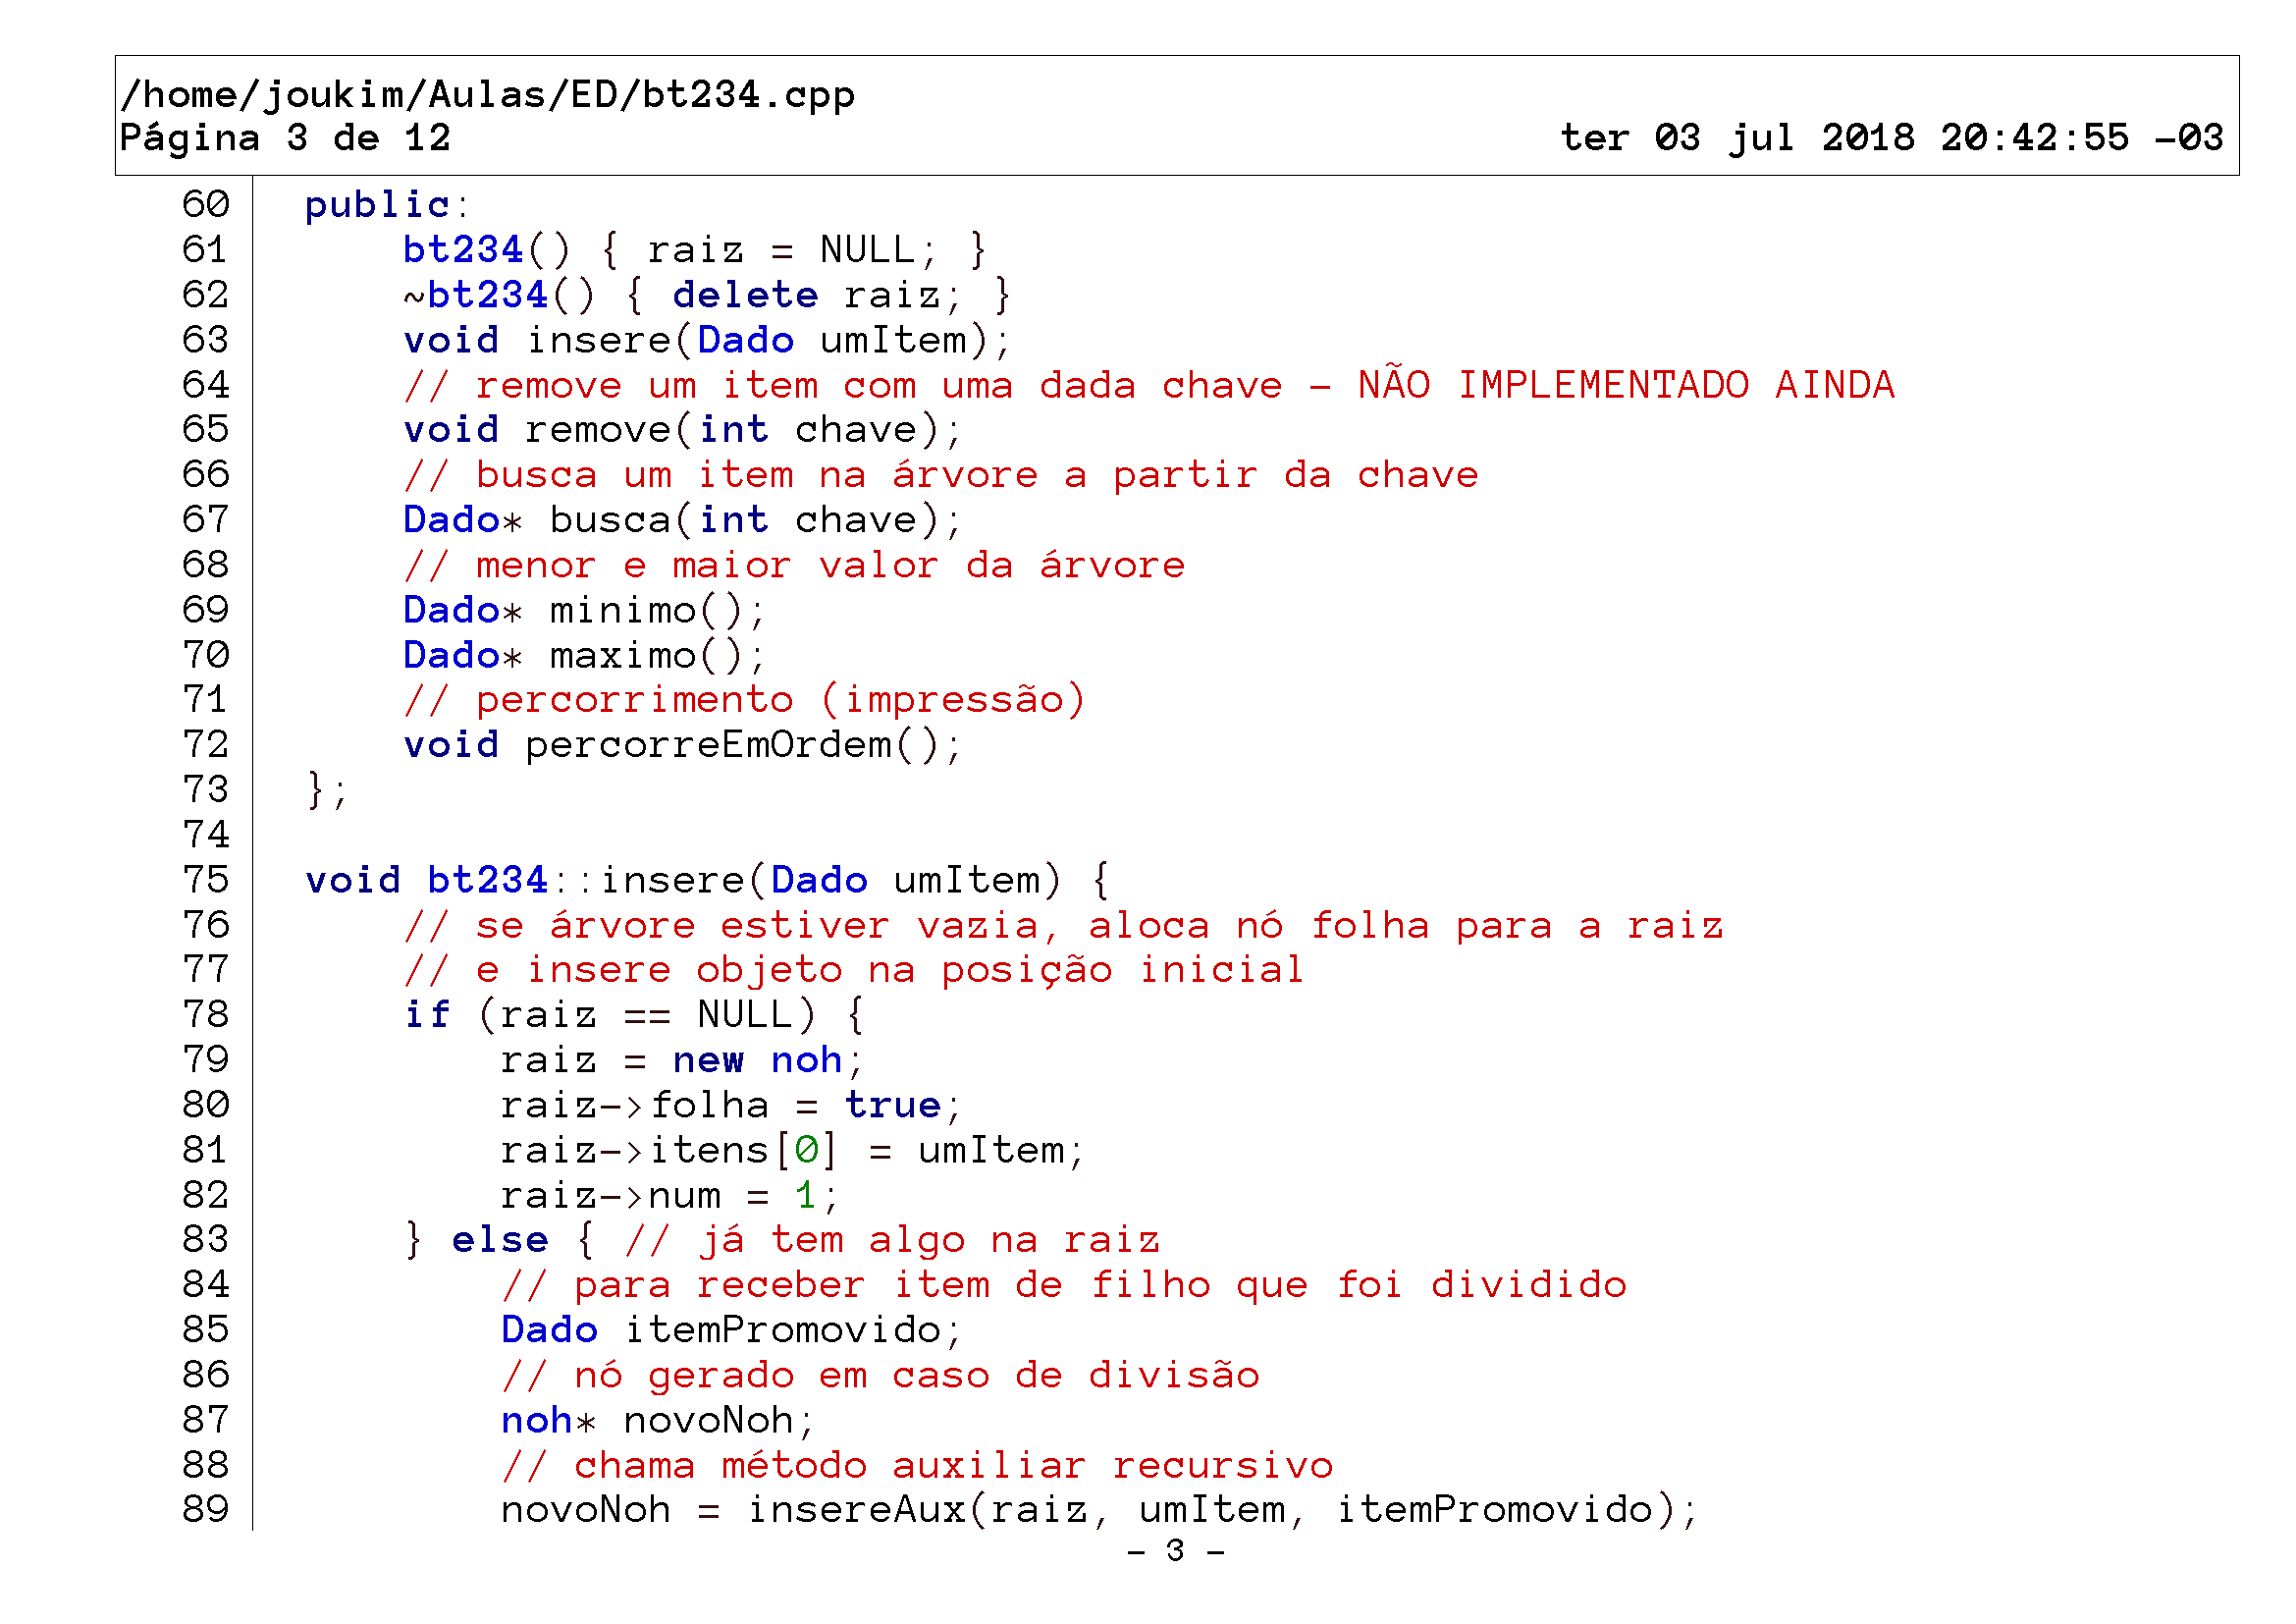 /home/joukim/Aulas/ED/bt234.cpp
Página 3 de 12 ter 03 jul 2018 20:42:55 -03
60 public:
61     bt234() { raiz = NULL; }
62     ~bt234() { delete raiz; }
63     void insere(Dado umItem);
64     // remove um item com uma dada chave - NÃO IMPLEMENTADO AINDA
65     void remove(int chave);
66     // busca um item na árvore a partir da chave
67     Dado* busca(int chave);
68     // menor e maior valor da árvore
69     Dado* minimo();
70     Dado* maximo();
71     // percorrimento (impressão)
72     void percorreEmOrdem();
73 };
74
75 void bt234::insere(Dado umItem) {
76     // se árvore estiver vazia, aloca nó folha para a raiz
77     // e insere objeto na posição inicial
78     if (raiz == NULL) {
79         raiz = new noh;
80         raiz->folha = true;
81         raiz->itens[0] = umItem;
82         raiz->num = 1;
83     } else { // já tem algo na raiz
84         // para receber item de filho que foi dividido
85         Dado itemPromovido;
86         // nó gerado em caso de divisão
87         noh* novoNoh;
88         // chama método auxiliar recursivo
89         novoNoh = insereAux(raiz, umItem, itemPromovido);
- 3 -